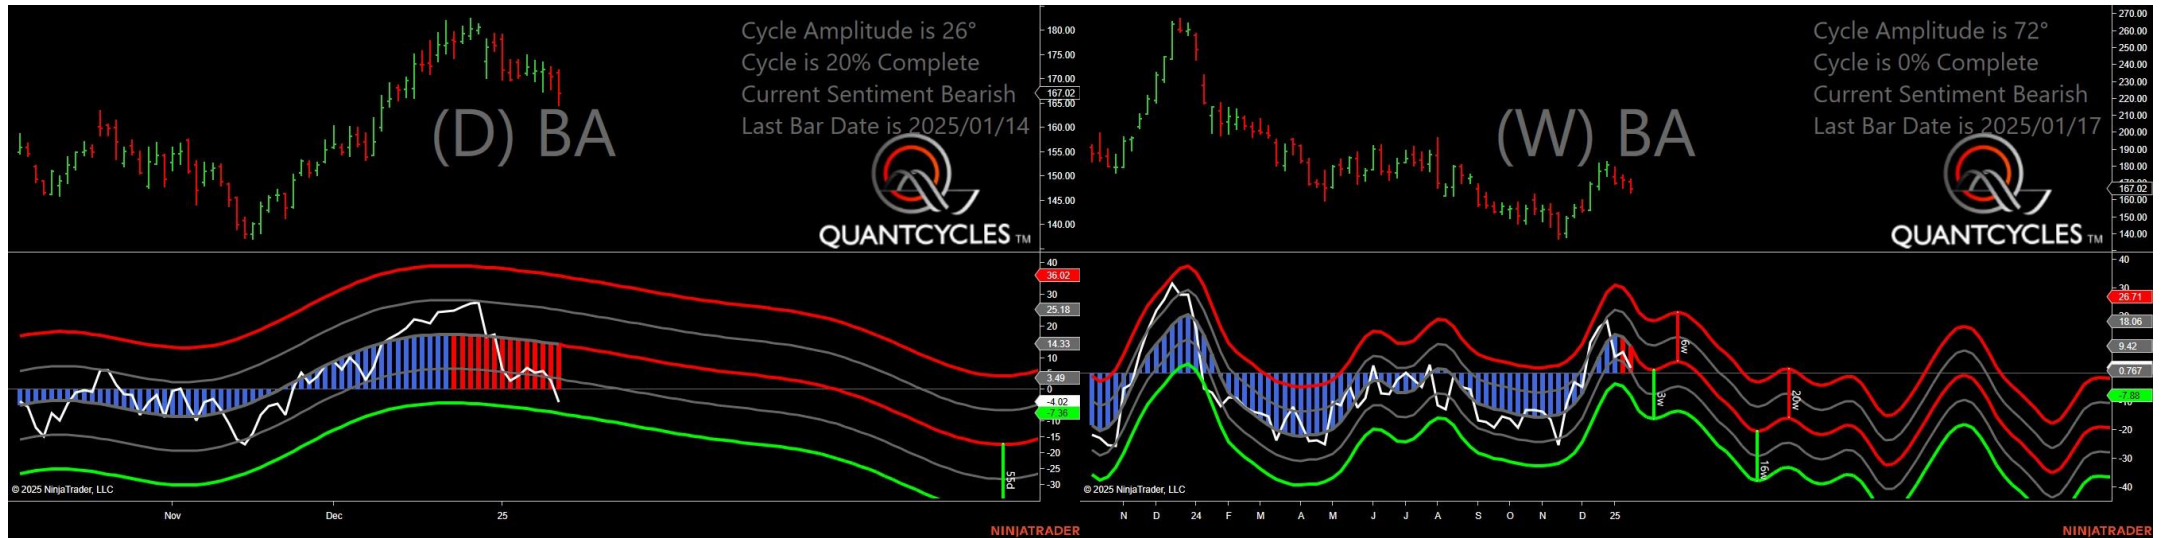 Cycle Amplitude is 26°
Cycle is 20% Complete
Current Sentiment Bearish
Last Bar Date is 2025/01/14
(D) BA
QUANTCYCLES TM
180.00
175.00
170.00
167.02
165.00
160.00
155.00
150.00
145.00
140.00
40
36.02
30
25.18
20
14.33
10
3.49
0
-4.02
-7.36
-10
-15
-20
-25
-30
55d
© 2025 NinjaTrader, LLC
Nov
Dec
25
NINJATRADER
Cycle Amplitude is 72°
Cycle is 0% Complete
Current Sentiment Bearish
Last Bar Date is 2025/01/17
(W) BA
QUANTCYCLES TM
270.00
260.00
250.00
240.00
230.00
220.00
210.00
200.00
190.00
180.00
167.02
160.00
150.00
140.00
40
30
26.71
18.06
9.42
0.767
-7.88
-20
-30
-40
6w
3w
20w
16w
© 2025 NinjaTrader, LLC
N D 24 F M A M J J A S O N D 25
NINJATRADER